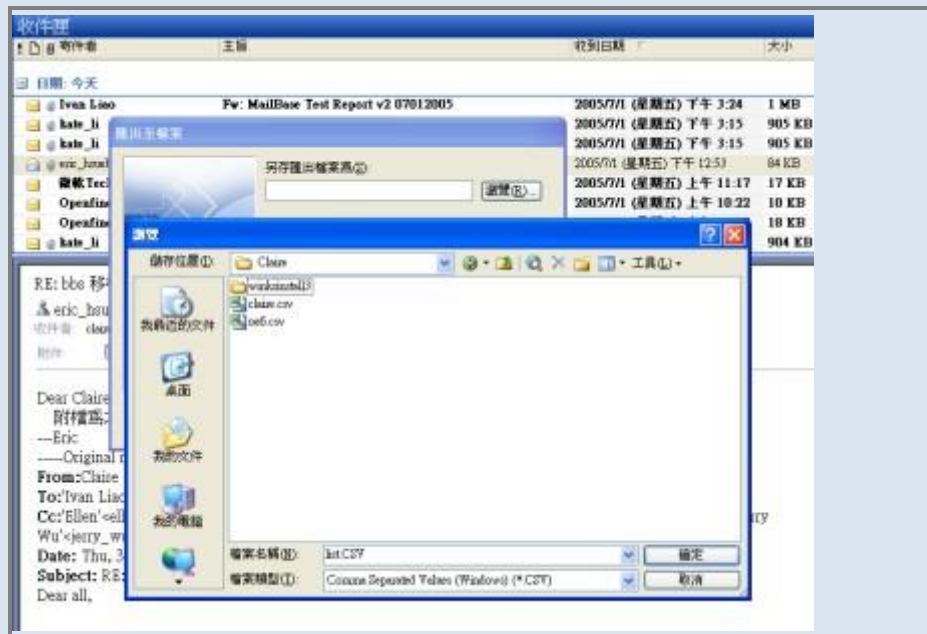 收件匣
寄件者 主旨 收到日期 大小
日期: 今天
Ivan Liao Fw: MailBase Test Report v2 07012005 2005/7/1 (星期五) 下午 3:24 1 MB
kate_li 2005/7/1 (星期五) 下午 3:15 905 KB
kate_li 2005/7/1 (星期五) 下午 3:15 905 KB
2005/7/1 (星期五) 下午 12:53 84 KB
2005/7/1 (星期五) 上午 11:17 17 KB
2005/7/1 (星期五) 上午 10:22 10 KB
18 KB
kate_li 904 KB
匯出至檔案
另存匯出檔案為(S)
瀏覽(R)...
瀏覽
儲存位置(I): Claire 工具(L)
claire.csv
oe6.csv
我最近的文件
桌面
我的文件
我的電腦
檔案名稱(N): list.CSV 確定
檔案類型(T): Comma Separated Values (Windows) (*.CSV) 取消
RE: bbs
收件者:
附件:
Dear Claire
---Eric
-----Original
From:Claire
To:'Ivan Liao
Cc:'Ellen'
Date: Thu, 3
Subject: RE:
Dear all,